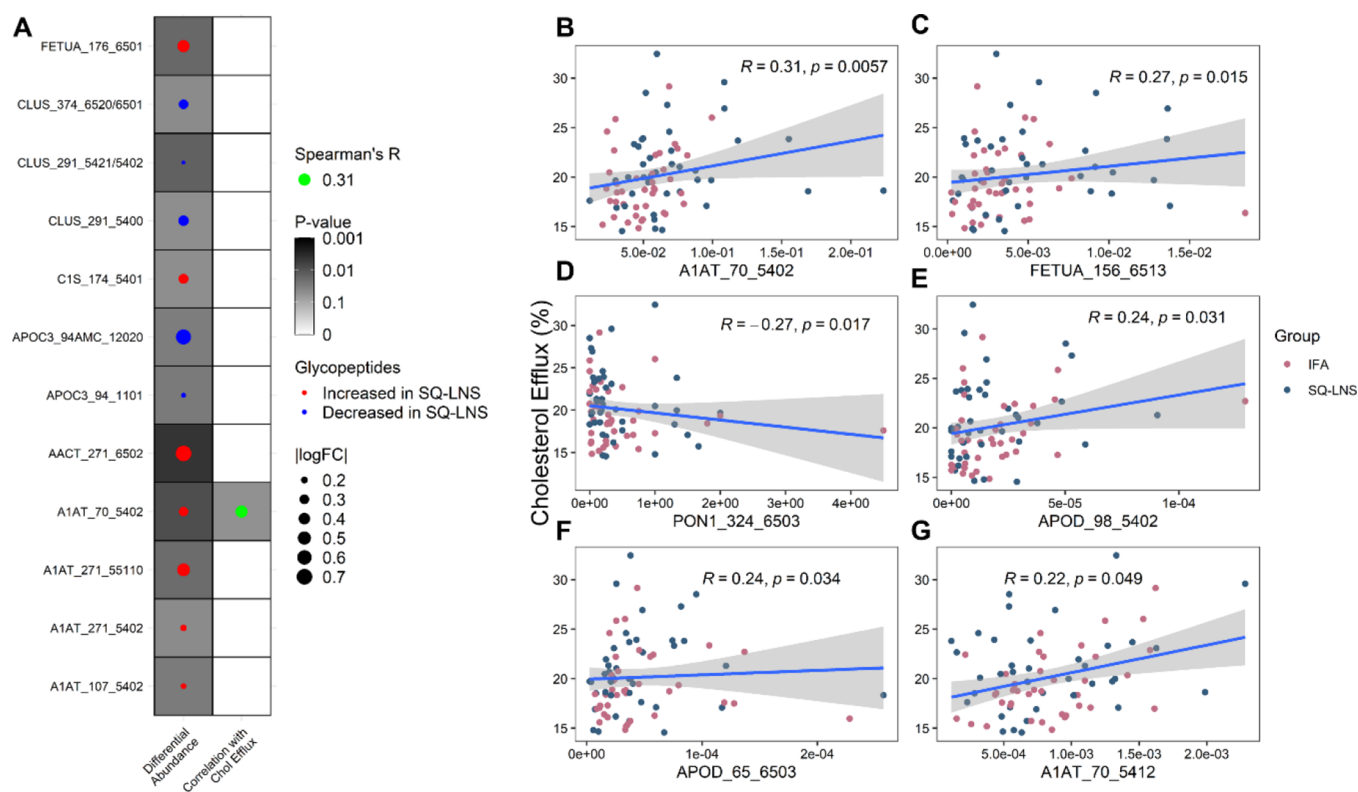 A
FETUA_176_6501
CLUS_374_6520/6501
CLUS_291_5421/5402
CLUS_291_5400
C1S_174_5401
APOC3_94AMC_12020
APOC3_94_1101
AACT_271_6502
A1AT_70_5402
A1AT_271_55110
A1AT_271_5402
A1AT_107_5402
Differential
Abundance
Correlation with
Chol Efflux
Spearman's R
0.31
P-value
0.001
0.01
0.1
0
Glycopeptides
Increased in SQ-LNS
Decreased in SQ-LNS
|logFC|
0.2
0.3
0.4
0.5
0.6
0.7
Cholesterol Efflux (%)
B
R = 0.31, p = 0.0057
30
25
20
15
5.0e-02
1.0e-01
1.5e-01
2.0e-01
A1AT_70_5402
C
R = 0.27, p = 0.015
30
25
20
15
0.0e+00
5.0e-03
1.0e-02
1.5e-02
FETUA_156_6513
D
R = −0.27, p = 0.017
30
25
20
15
0e+00
1e+00
2e+00
3e+00
4e+00
PON1_324_6503
E
R = 0.24, p = 0.031
30
25
20
15
0e+00
5e-05
1e-04
APOD_98_5402
F
R = 0.24, p = 0.034
30
25
20
15
0e+00
1e-04
2e-04
APOD_65_6503
G
R = 0.22, p = 0.049
30
25
20
15
5.0e-04
1.0e-03
1.5e-03
2.0e-03
A1AT_70_5412
Group
IFA
SQ-LNS